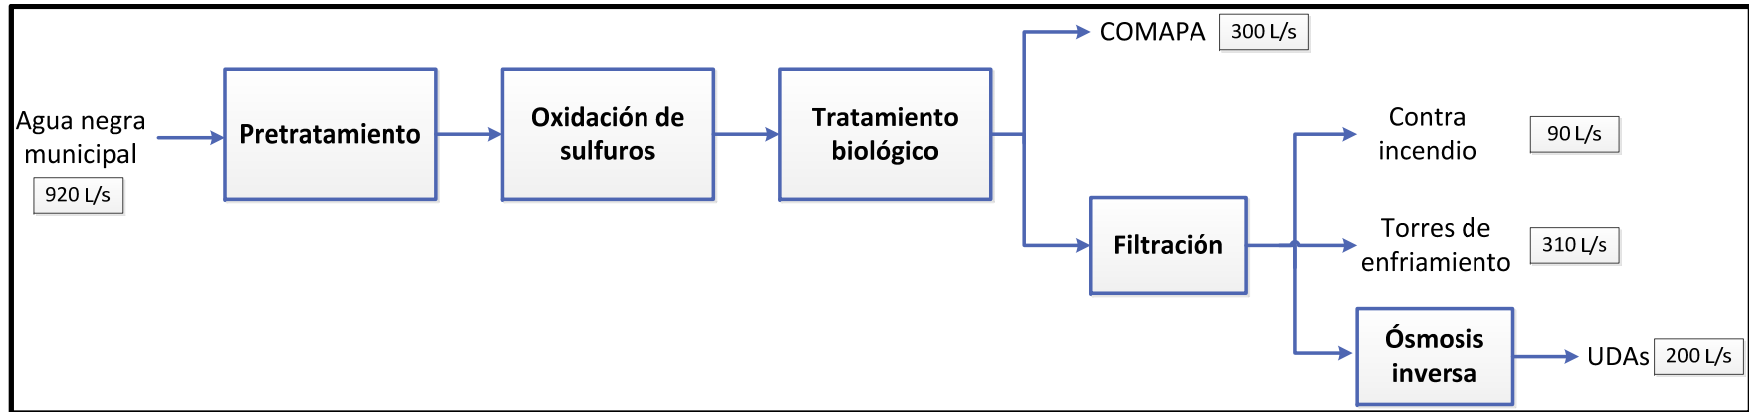 Agua negra
municipal
920 L/s
Pretratamiento
Oxidación de
sulfuros
Tratamiento
biológico
COMAPA
300 L/s
Filtración
Contra
incendio
90 L/s
Torres de
enfriamiento
310 L/s
Ósmosis
inversa
UDAs
200 L/s